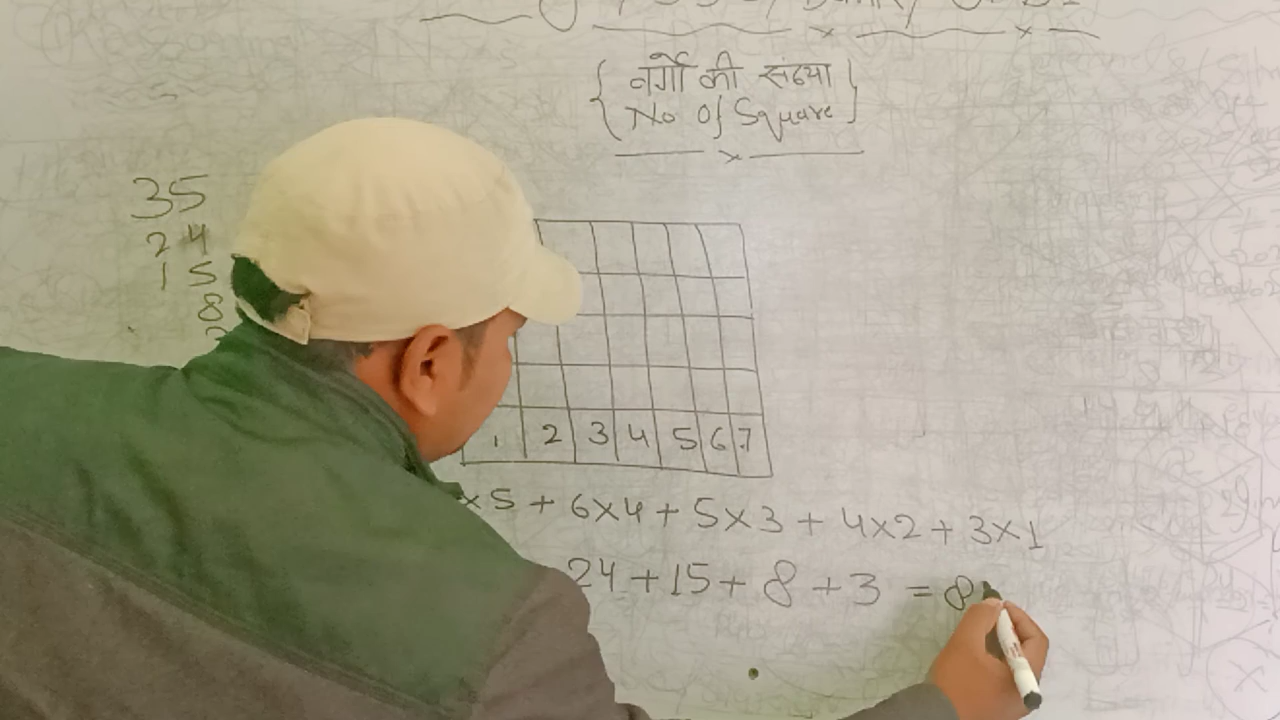 { वर्गो की संख्या }
{ No Of Square }
35
24
15
8
1 2 3 4 5 6 7
×5 + 6×4 + 5×3 + 4×2 + 3×1
24 + 15 + 8 + 3 = 8